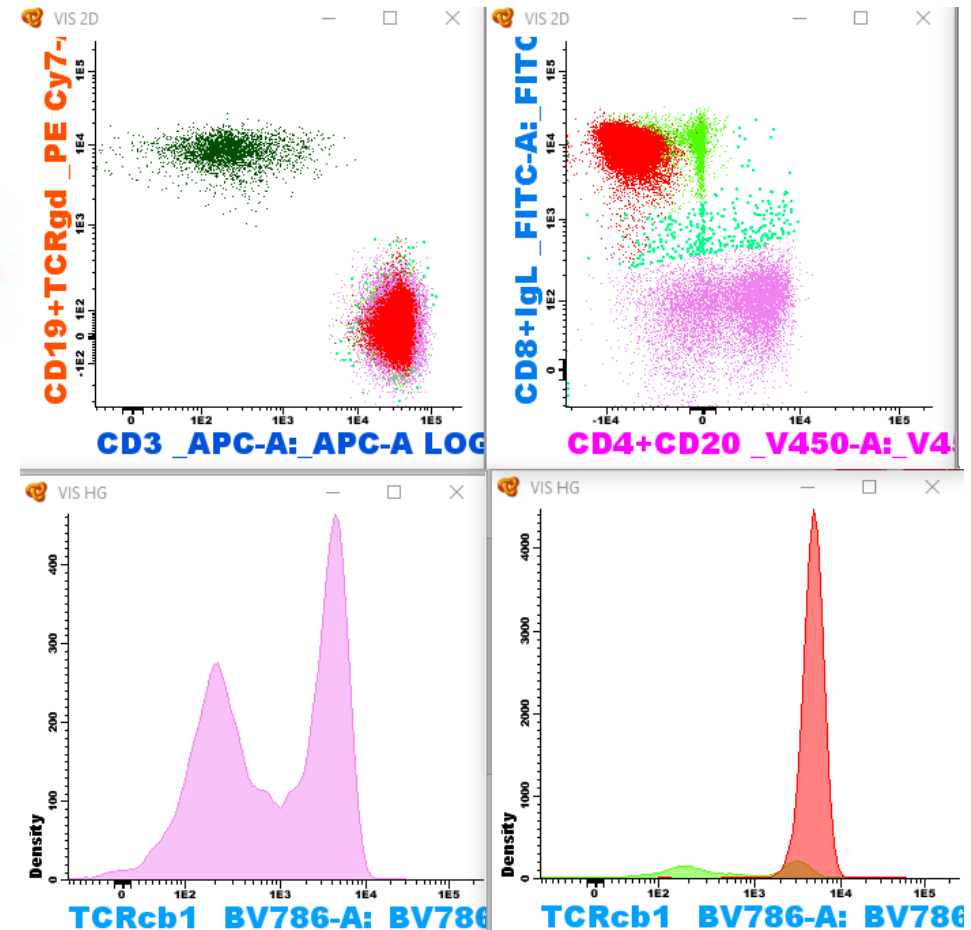 VIS 2D
CD19+TCRgd _PE Cy7-
1E5
1E4
1E3
1E2
0
-1E2
0
1E2
1E3
1E4
1E5
CD3 _APC-A:_APC-A LOG
VIS 2D
CD8+IgL _FITC-A:_FITC
1E5
1E4
1E3
1E2
0
-1E4
0
1E4
1E5
CD4+CD20 _V450-A:_V4
VIS HG
Density
400
300
200
100
0
0
1E2
1E3
1E4
1E5
TCRcb1 BV786-A: BV786
VIS HG
Density
4000
3000
2000
1000
0
0
1E2
1E3
1E4
1E5
TCRcb1 BV786-A: BV786